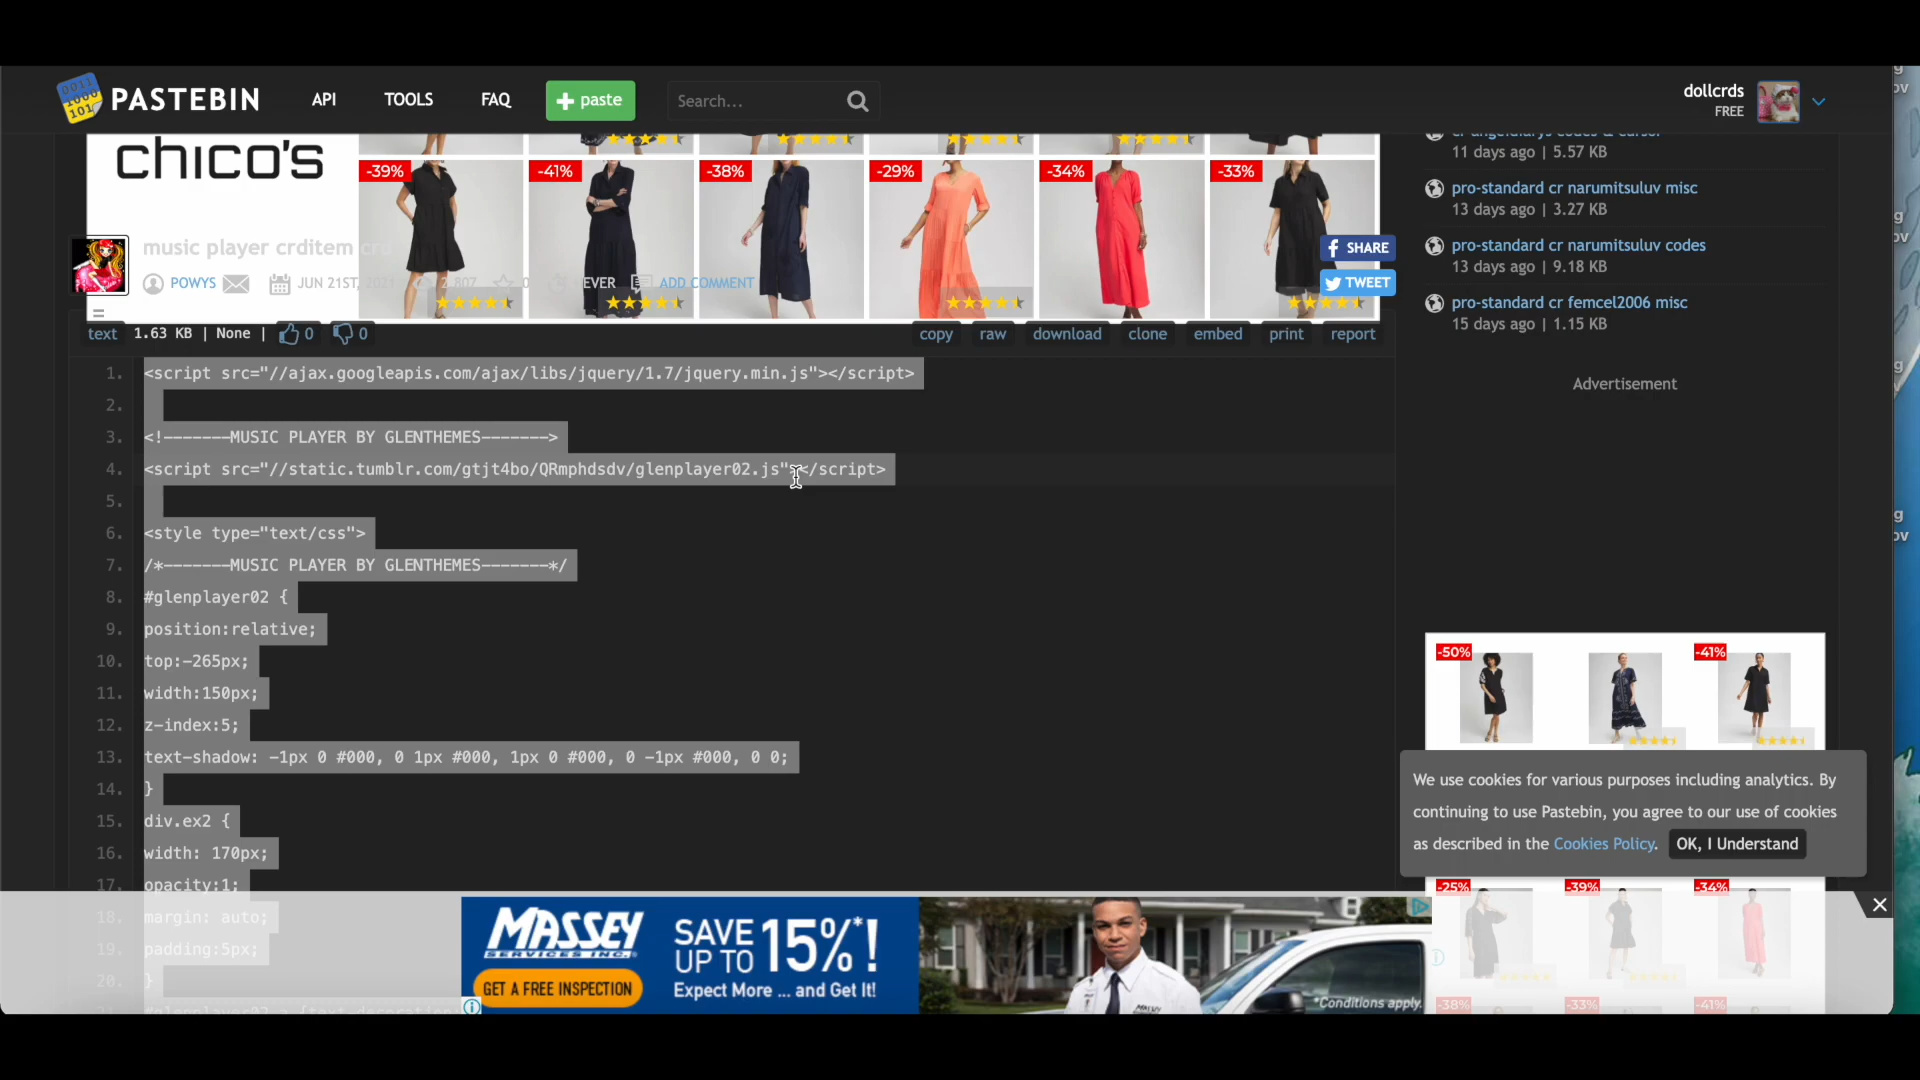 PASTEBIN
API
TOOLS
FAQ
paste
Search...
dollcrds
FREE
chico's
-39%
-41%
-38%
-29%
-34%
-33%
music player crditem cru
POWYS
JUN 21ST, 2021
2,807
0
NEVER
ADD COMMENT
SHARE
TWEET
text 1.63 KB | None | 0 0
copy raw download clone embed print report
1. <script src="//ajax.googleapis.com/ajax/libs/jquery/1.7/jquery.min.js"></script>
2.
3. <!-------MUSIC PLAYER BY GLENTHEMES------->
4. <script src="//static.tumblr.com/gtjt4bo/QRmphdsdv/glenplayer02.js"></script>
5.
6. <style type="text/css">
7. /*-------MUSIC PLAYER BY GLENTHEMES-------*/
8. #glenplayer02 {
9. position:relative;
10. top:-265px;
11. width:150px;
12. z-index:5;
13. text-shadow: -1px 0 #000, 0 1px #000, 1px 0 #000, 0 -1px #000, 0 0;
14. }
15. div.ex2 {
16. width: 170px;
17. opacity:1;
18. margin: auto;
19. padding:5px;
20. }
11 days ago | 5.57 KB
pro-standard cr narumitsuluv misc
13 days ago | 3.27 KB
pro-standard cr narumitsuluv codes
13 days ago | 9.18 KB
pro-standard cr femcel2006 misc
15 days ago | 1.15 KB
Advertisement
-50%
-41%
We use cookies for various purposes including analytics. By
continuing to use Pastebin, you agree to our use of cookies
as described in the Cookies Policy. OK, I Understand
-25%
-39%
-34%
-38%
-33%
-41%
MASSEY
SERVICES INC.
GET A FREE INSPECTION
SAVE
UP TO 15%*!
Expect More ... and Get It!
*Conditions apply.